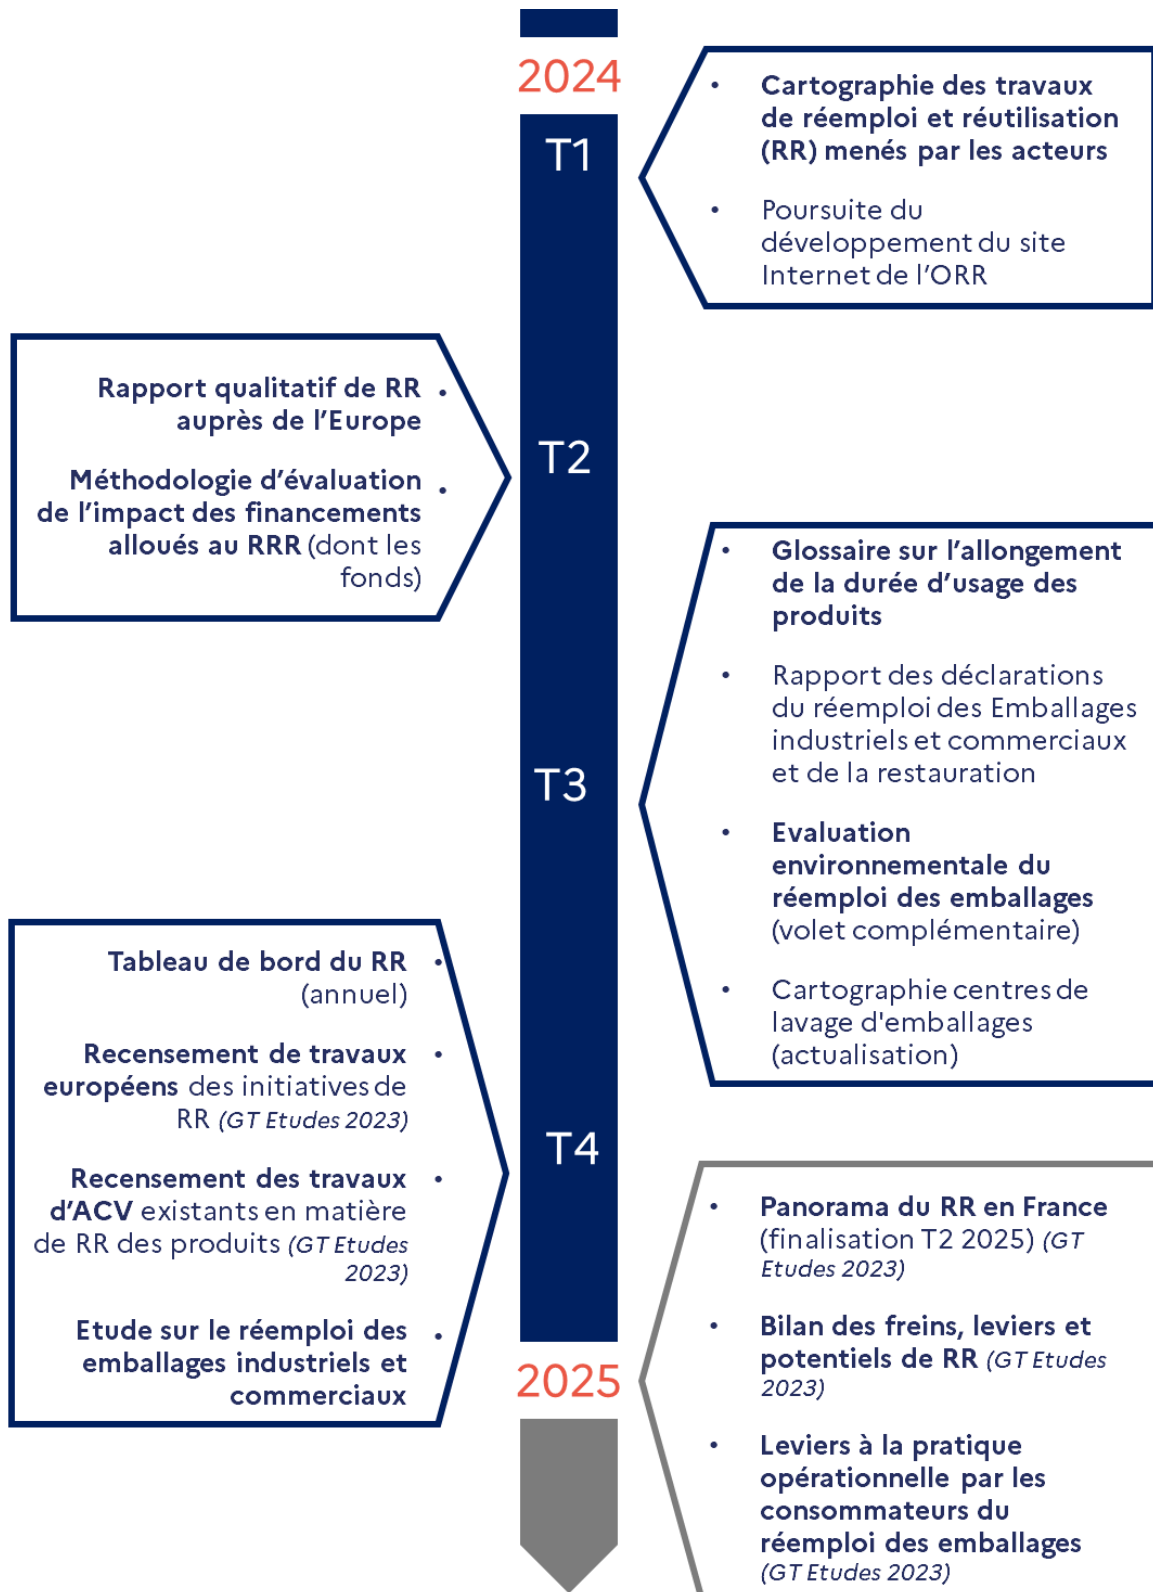 2024
T1
• Cartographie des travaux
de réemploi et réutilisation
(RR) menés par les acteurs
• Poursuite du
développement du site
Internet de l'ORR
T2
Rapport qualitatif de RR •
auprès de l'Europe
Méthodologie d'évaluation •
de l'impact des financements
alloués au RRR (dont les
fonds)
T3
• Glossaire sur l'allongement
de la durée d'usage des
produits
• Rapport des déclarations
du réemploi des Emballages
industriels et commerciaux
et de la restauration
• Evaluation
environnementale du
réemploi des emballages
(volet complémentaire)
• Cartographie centres de
lavage d'emballages
(actualisation)
T4
Tableau de bord du RR •
(annuel)
Recensement de travaux •
européens des initiatives de
RR (GT Etudes 2023)
Recensement des travaux •
d'ACV existants en matière
de RR des produits (GT Etudes
2023)
Etude sur le réemploi des •
emballages industriels et
commerciaux
2025
• Panorama du RR en France
(finalisation T2 2025) (GT
Etudes 2023)
• Bilan des freins, leviers et
potentiels de RR (GT Etudes
2023)
• Leviers à la pratique
opérationnelle par les
consommateurs du
réemploi des emballages
(GT Etudes 2023)